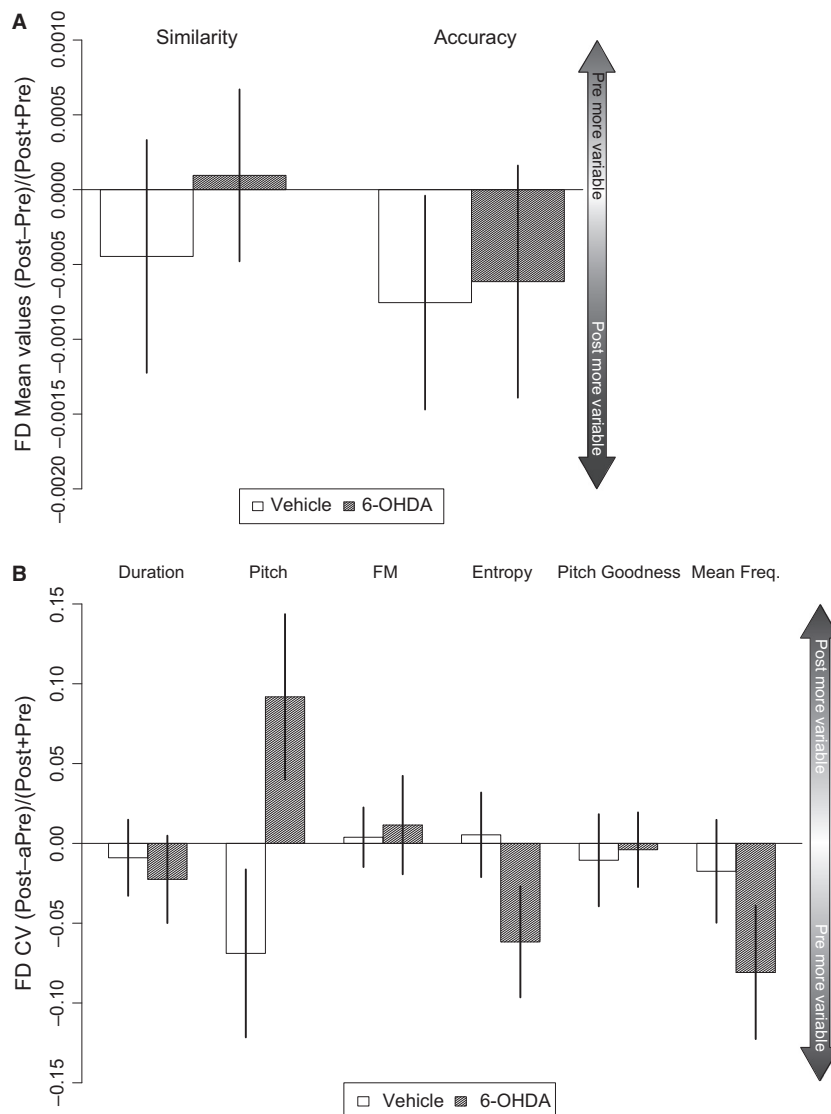 A
Similarity Accuracy
FD Mean values (Post–Pre)/(Post+Pre)
0.0010
0.0005
0.0000
−0.0005
−0.0010
−0.0015
−0.0020
Pre more variable
Post more variable
Vehicle 6-OHDA
B
Duration Pitch FM Entropy Pitch Goodness Mean Freq.
FD CV (Post–aPre)/(Post+Pre)
0.15
0.10
0.05
0.00
−0.05
−0.10
−0.15
Post more variable
Pre more variable
Vehicle 6-OHDA